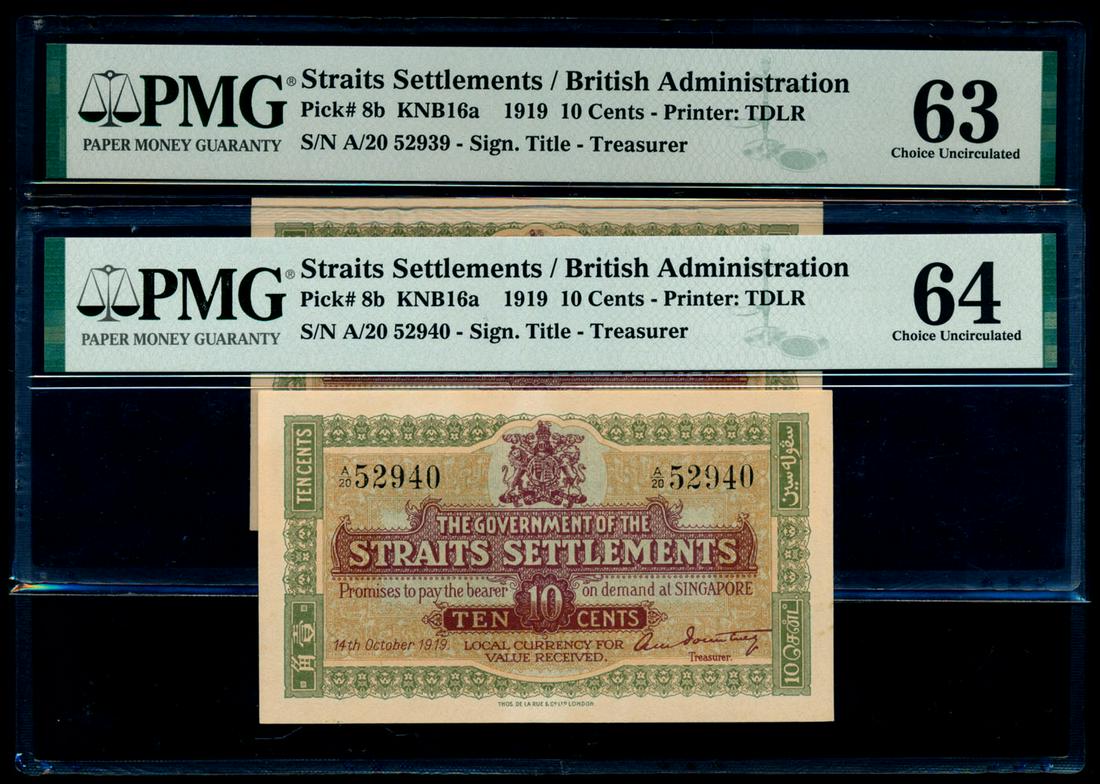 PMG®
PAPER MONEY GUARANTY
Straits Settlements / British Administration
Pick# 8b KNB16a 1919 10 Cents - Printer: TDLR
S/N A/20 52939 - Sign. Title - Treasurer
63
Choice Uncirculated
PMG®
PAPER MONEY GUARANTY
Straits Settlements / British Administration
Pick# 8b KNB16a 1919 10 Cents - Printer: TDLR
S/N A/20 52940 - Sign. Title - Treasurer
64
Choice Uncirculated
TEN CENTS
A/20 52940
A/20 52940
THE GOVERNMENT OF THE
STRAITS SETTLEMENTS
Promises to pay the bearer on demand at SINGAPORE
10
TEN CENTS
14th October 1919.
LOCAL CURRENCY FOR
VALUE RECEIVED.
Treasurer.
壹角
10 சென்ட்
THOS. DE LA RUE & CO LTD LONDON.